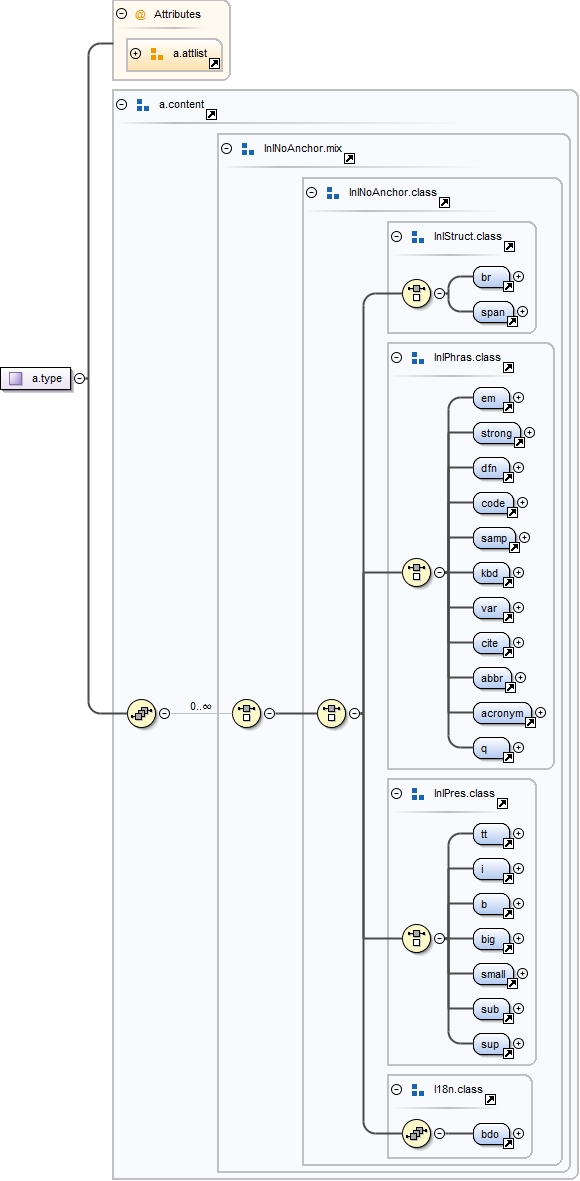 Attributes
a.attlist
a.content
InlNoAnchor.mix
InlNoAnchor.class
InlStruct.class
br
span
InlPhras.class
a.type
em
strong
dfn
code
samp
kbd
var
cite
abbr
0..∞
acronym
q
InlPres.class
tt
i
b
big
small
sub
sup
I18n.class
bdo